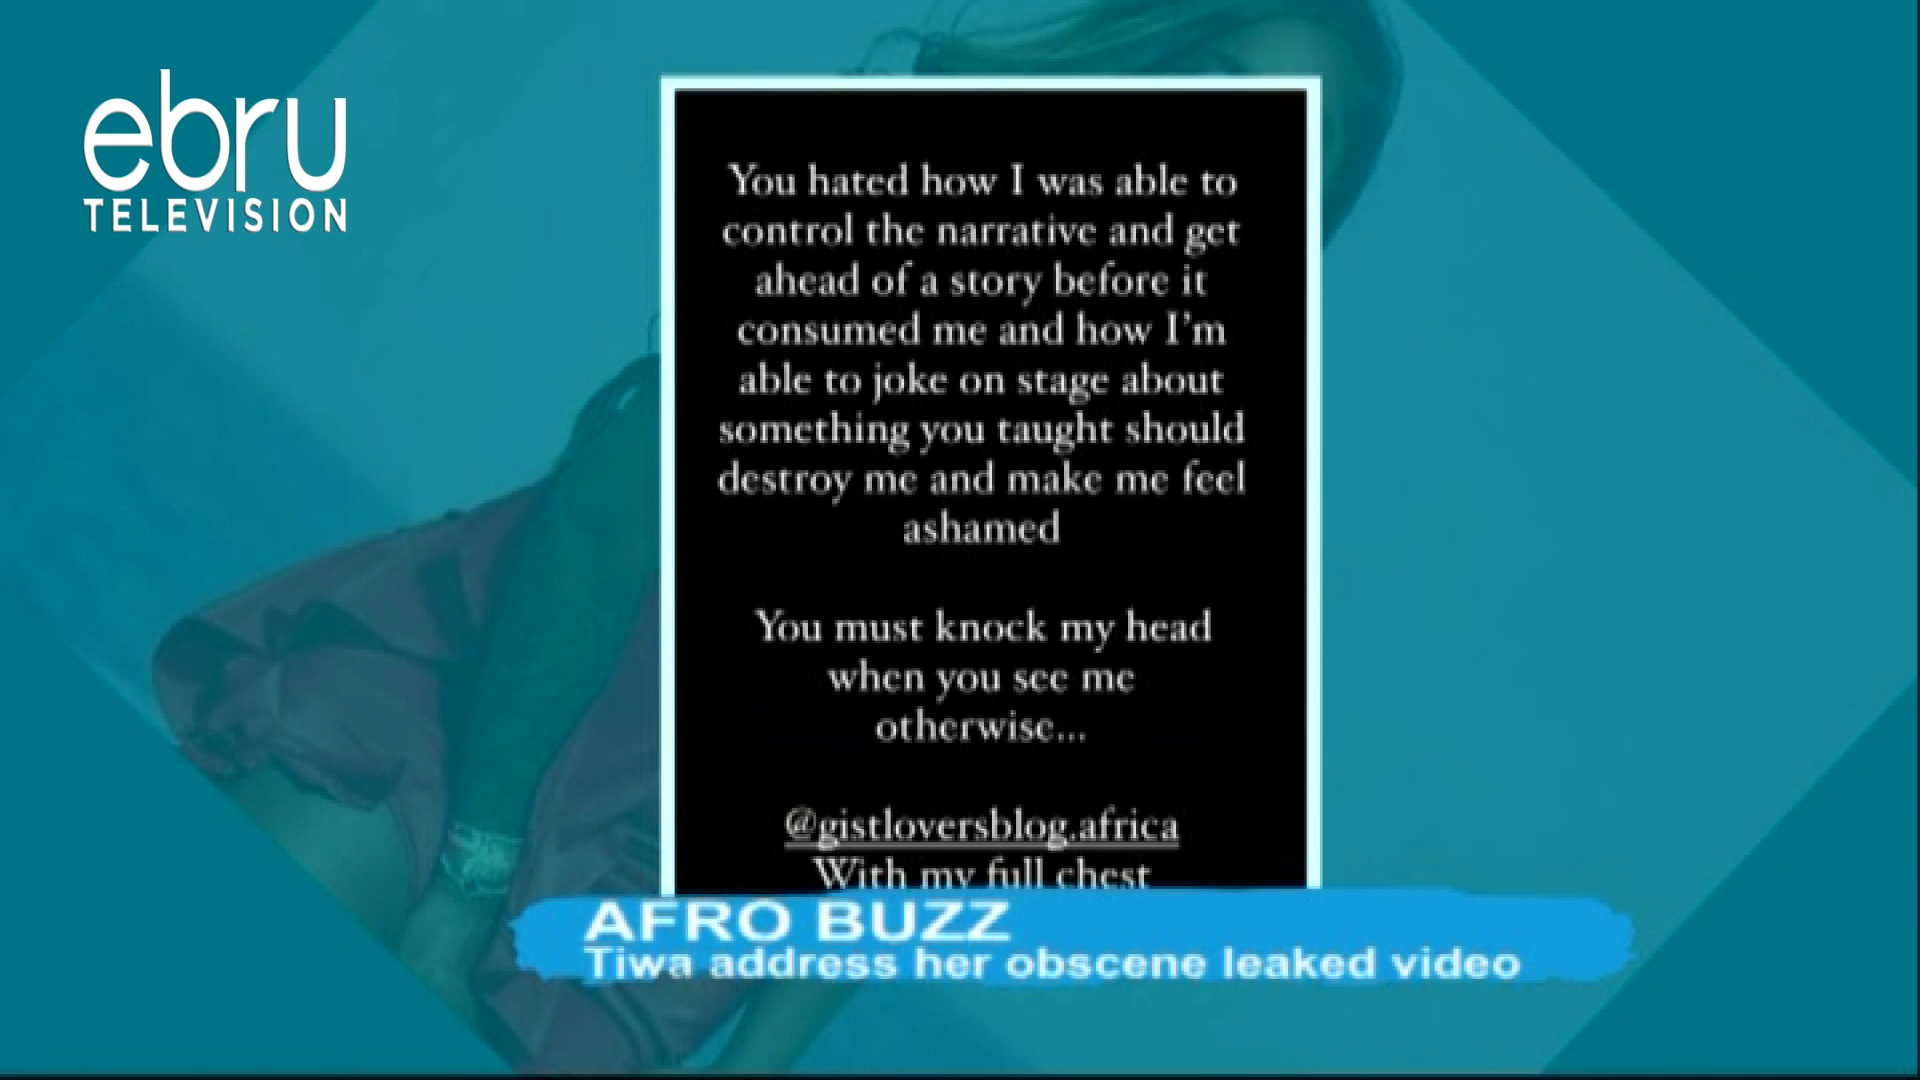 ebru
TELEVISION
You hated how I was able to
control the narrative and get
ahead of a story before it
consumed me and how I'm
able to joke on stage about
something you taught should
destroy me and make me feel
ashamed
You must knock my head
when you see me
otherwise...
@gistloversblog.africa
With my full chest
AFRO BUZZ
Tiwa address her obscene leaked video